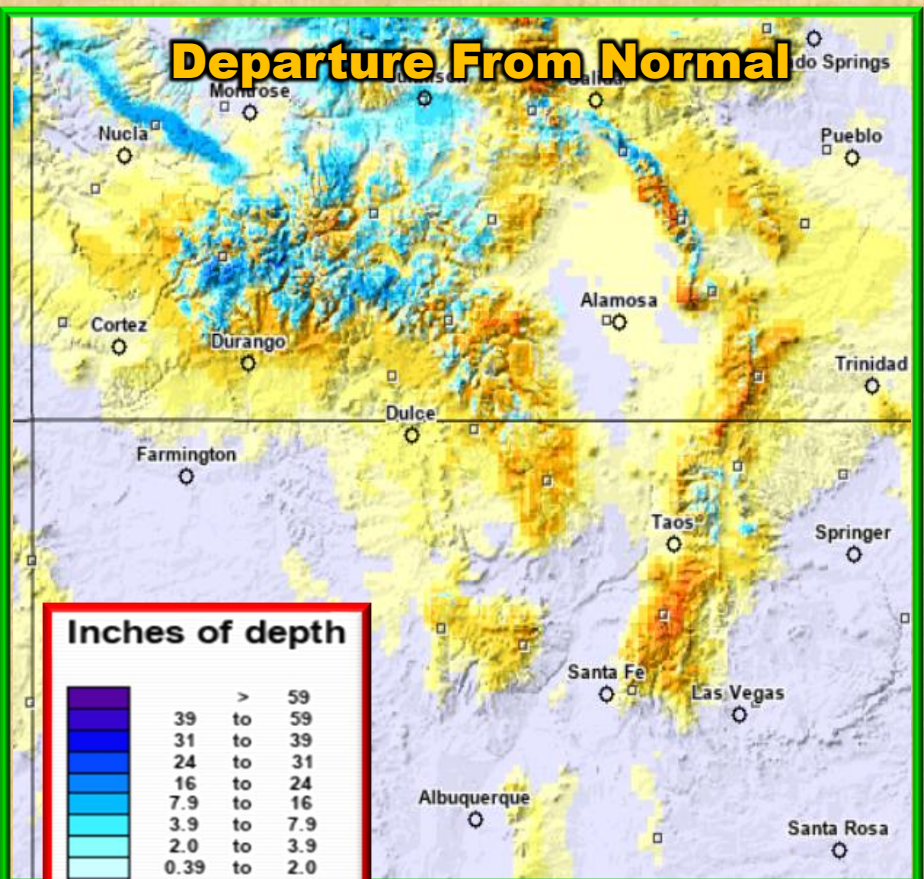 Departure From Normal
do Springs
Montrose
Salida
Nucla
Pueblo
Alamosa
Cortez
Durango
Trinidad
Dulce
Farmington
Taos
Springer
Santa Fe
Las Vegas
Albuquerque
Santa Rosa
Inches of depth
> 59
39 to 59
31 to 39
24 to 31
16 to 24
7.9 to 16
3.9 to 7.9
2.0 to 3.9
0.39 to 2.0